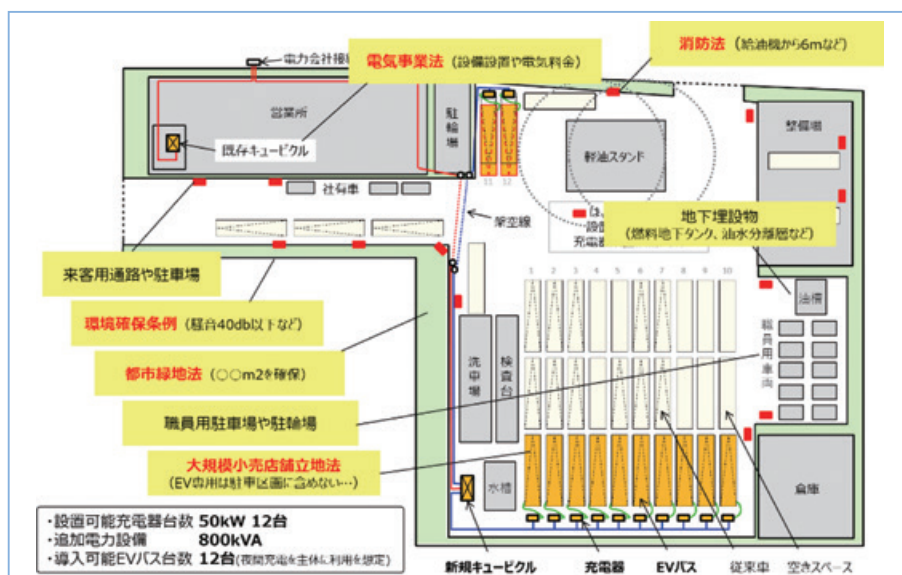 電力会社接続
電気事業法（設備設置や電気料金）
消防法（給油機から6mなど）
営業所
駐輪場
整備場
既存キュービクル
軽油スタンド
11 12
社有車
架空線
は、
設備
充電器
地下埋設物
（燃料地下タンク、油水分離層など）
来客用通路や駐車場
1 2 3 4 5 6 7 8 9 10
油槽
環境確保条例（騒音40db以下など）
職員用車両
都市緑地法（○○m2を確保）
洗車場
検査台
職員用駐車場や駐輪場
大規模小売店舗立地法
（EV専用は駐車区画に含めない…）
水槽
倉庫
・設置可能充電器台数 50kW 12台
・追加電力設備 800kVA
・導入可能EVバス台数 12台（夜間充電を主体に利用を想定）
新規キュービクル 充電器 EVバス 従来車 空きスペース